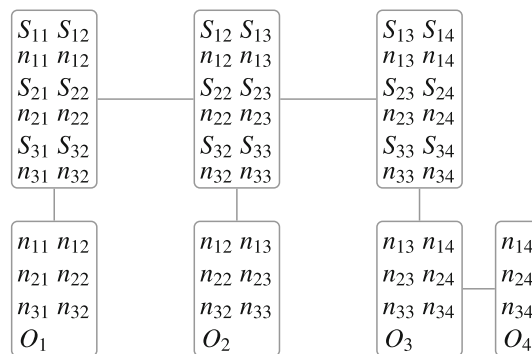 S₁₁ S₁₂
n₁₁ n₁₂
S₂₁ S₂₂
n₂₁ n₂₂
S₃₁ S₃₂
n₃₁ n₃₂
S₁₂ S₁₃
n₁₂ n₁₃
S₂₂ S₂₃
n₂₂ n₂₃
S₃₂ S₃₃
n₃₂ n₃₃
S₁₃ S₁₄
n₁₃ n₁₄
S₂₃ S₂₄
n₂₃ n₂₄
S₃₃ S₃₄
n₃₃ n₃₄
n₁₁ n₁₂
n₂₁ n₂₂
n₃₁ n₃₂
O₁
n₁₂ n₁₃
n₂₂ n₂₃
n₃₂ n₃₃
O₂
n₁₃ n₁₄
n₂₃ n₂₄
n₃₃ n₃₄
O₃
n₁₄
n₂₄
n₃₄
O₄